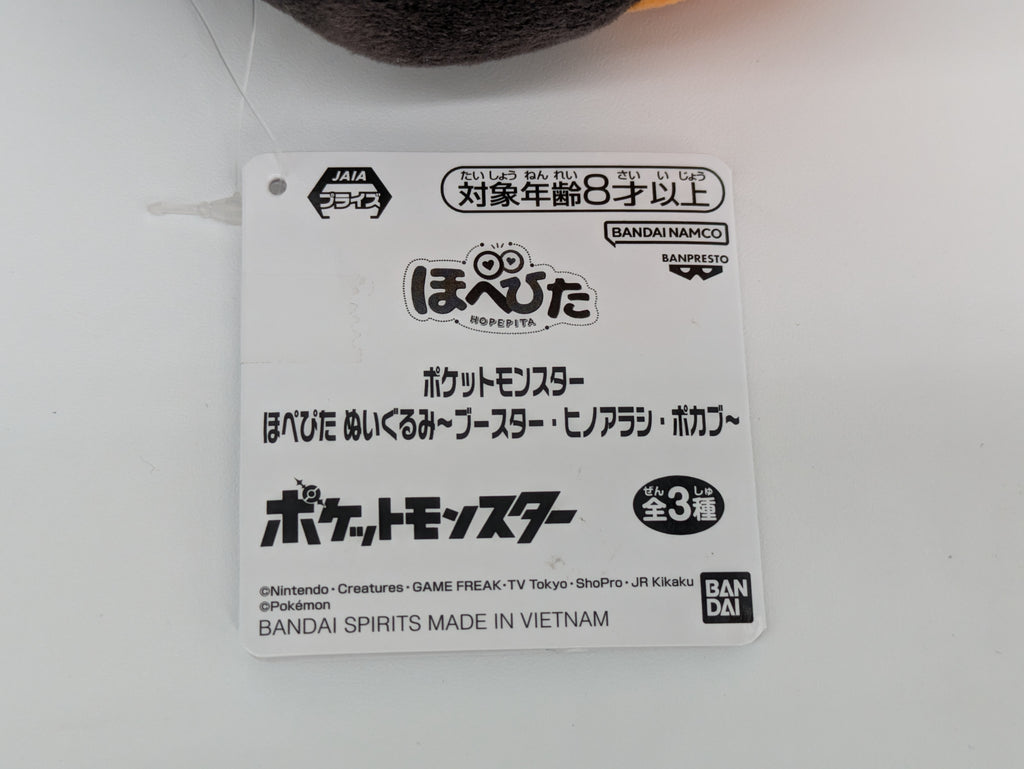 JAIA
プライズ
たいしょうねんれい さいいじょう
対象年齢8才以上
BANDAI NAMCO
BANPRESTO
ほぺぴた
HOPEPITA
ポケットモンスター
ほぺぴた ぬいぐるみ~ブースター・ヒノアラシ・ポカブ~
ポケットモンスター
ぜん しゅ
全3種
©Nintendo・Creatures・GAME FREAK・TV Tokyo・ShoPro・JR Kikaku
©Pokémon
BANDAI SPIRITS MADE IN VIETNAM
BAN
DAI